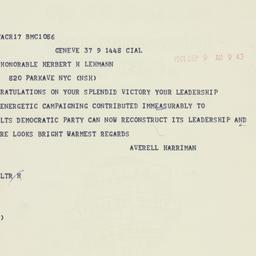 ACR17 BMC1086
GENEVE 37 9 1448 CIAL
HONORABLE HERBERT H LEHMANN
820 PARKAVE NYC (NSH)
RATULATIONS ON YOUR SPLENDID VICTORY YOUR LEADERSHIP
ENERGETIC CAMPAIGNING CONTRIBUTED IMMEASURABLY TO
LTS DEMOCRATIC PARTY CAN NOW RECONSTRUCT ITS LEADERSHIP AND
RE LOOKS BRIGHT WARMEST REGARDS
AVERELL HARRIMAN
LTR H
)